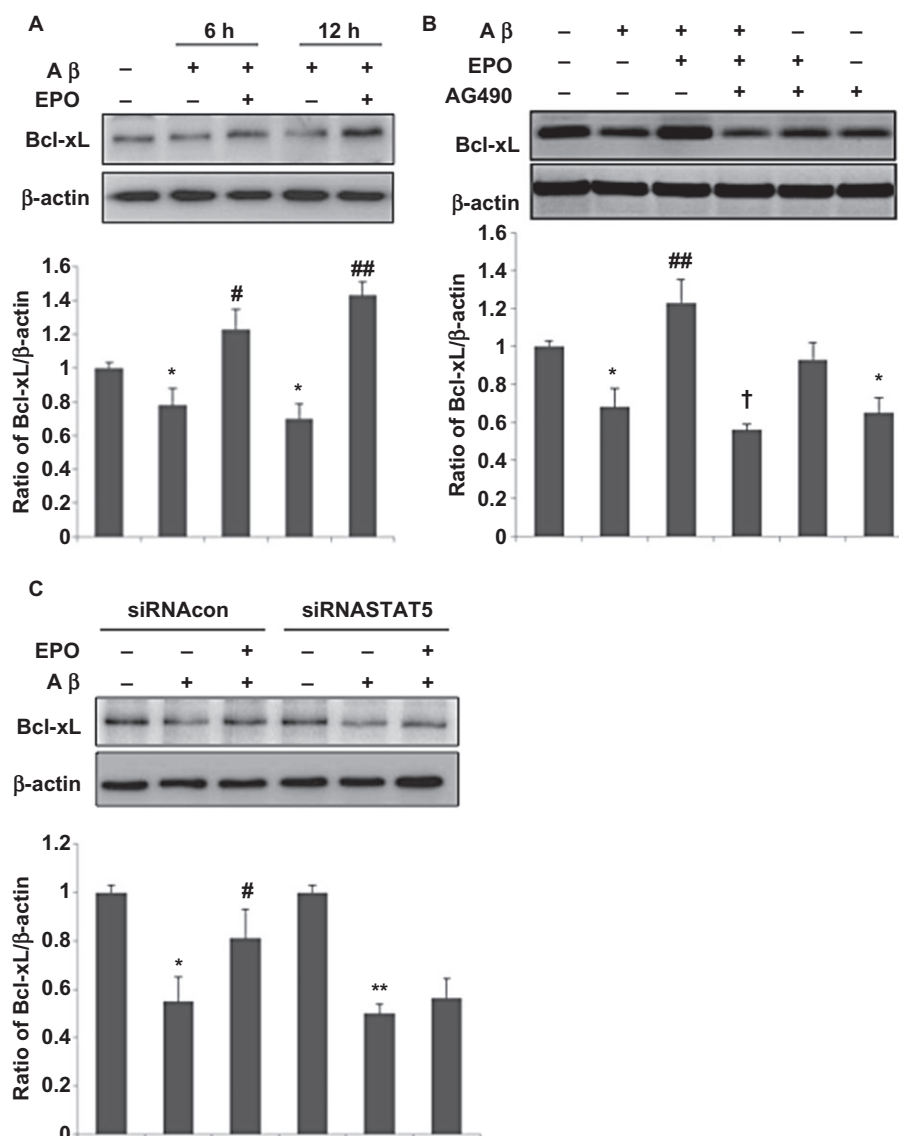 A
6 h 12 h
A β – + + + +
EPO – – + – +
Bcl-xL
β-actin
Ratio of Bcl-xL/β-actin
1.6
1.4
1.2
1
0.8
0.6
0.4
0.2
0
* # * ##
B
A β – + + + – –
EPO – – + + + –
AG490 – – – + + +
Bcl-xL
β-actin
Ratio of Bcl-xL/β-actin
1.6
1.4
1.2
1
0.8
0.6
0.4
0.2
0
* ## † *
C
siRNAcon siRNASTAT5
EPO – – + – – +
A β – + + – + +
Bcl-xL
β-actin
Ratio of Bcl-xL/β-actin
1.2
1
0.8
0.6
0.4
0.2
0
* # **